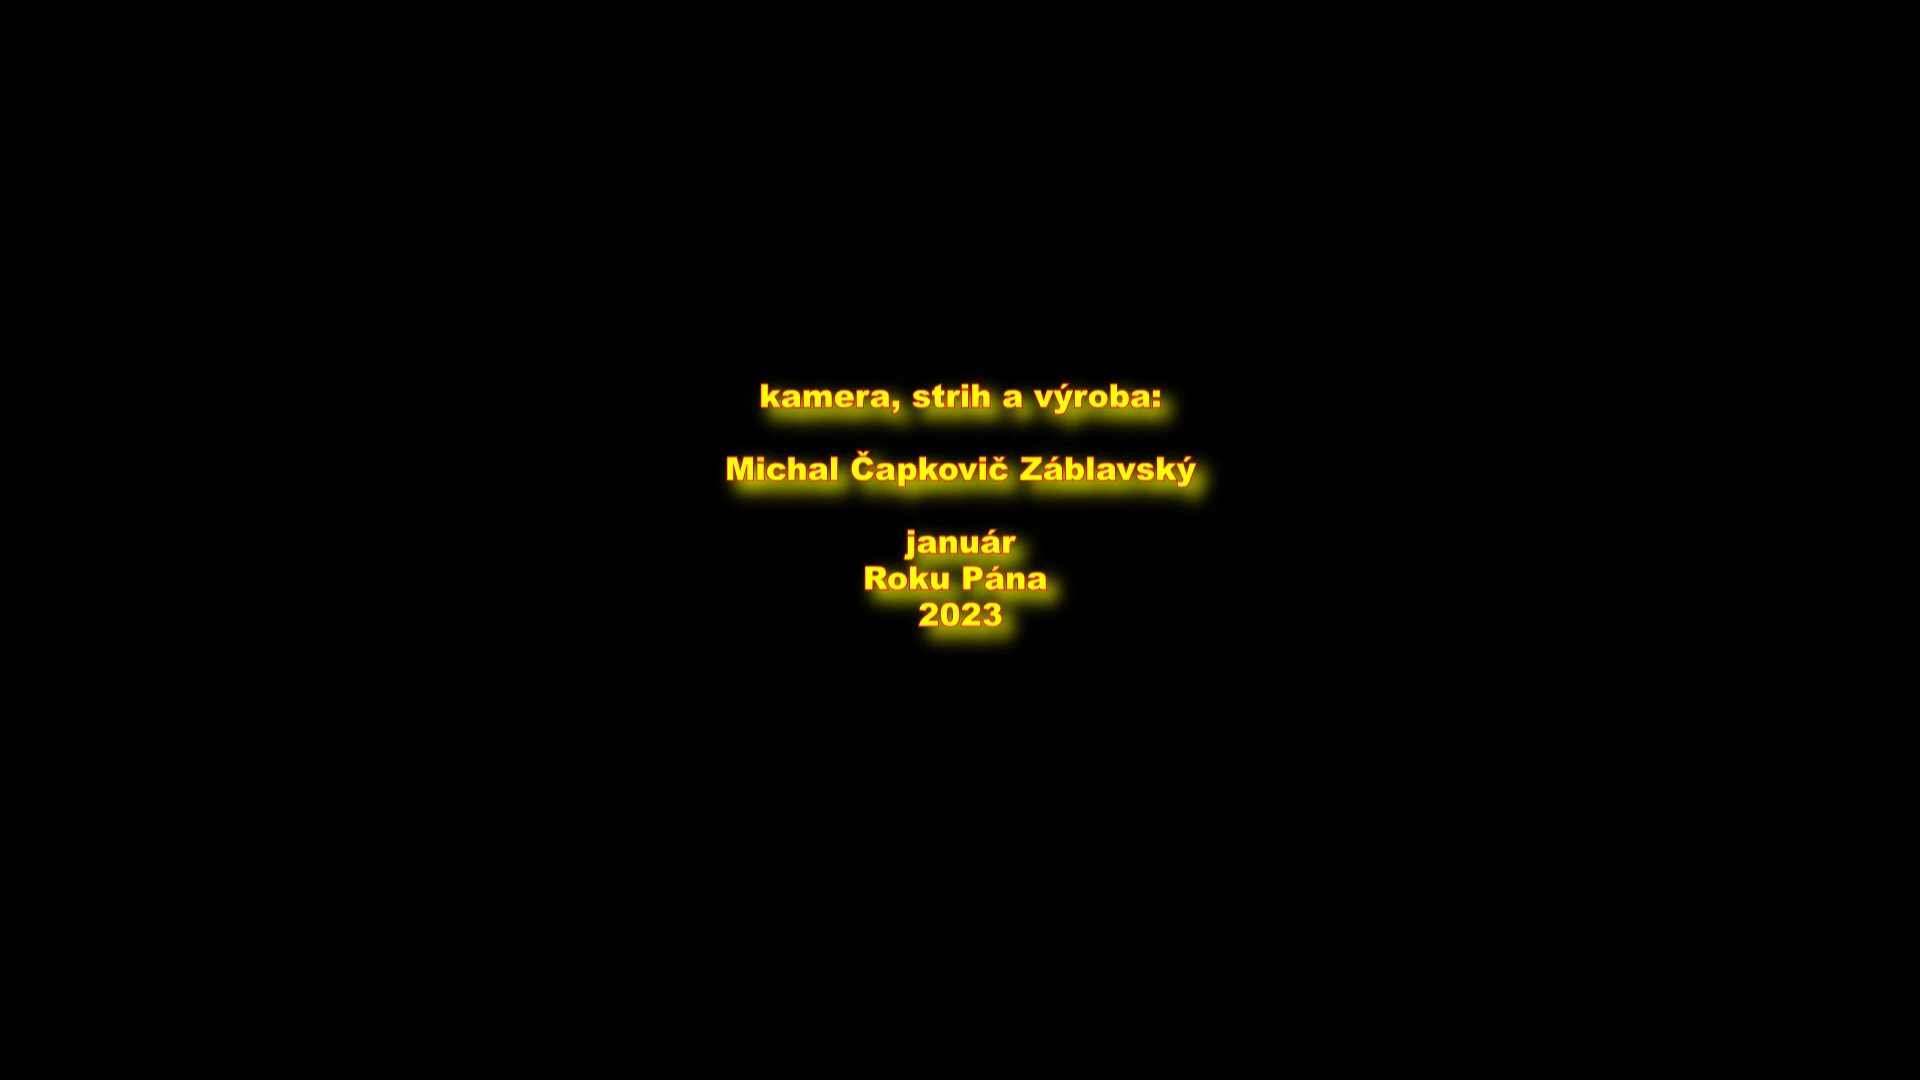 kamera, strih a výroba:
Michal Čapkovič Záblavský
január
Roku Pána
2023